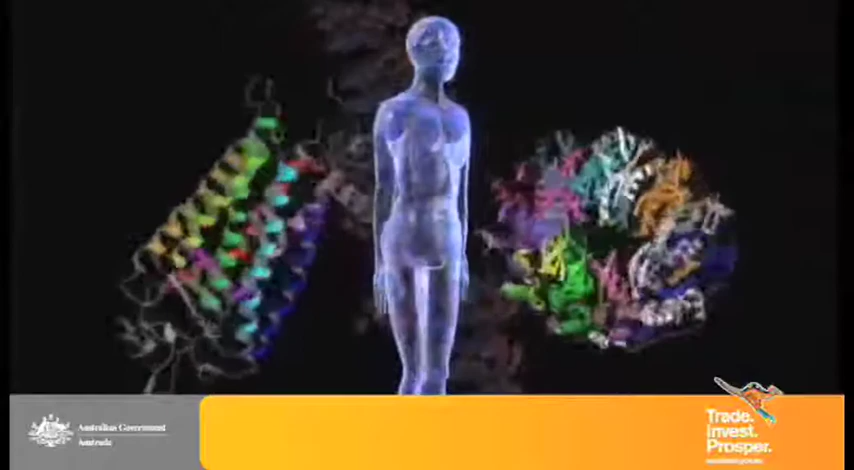 Australian Government
Austrade
Trade.
Invest.
Prosper.